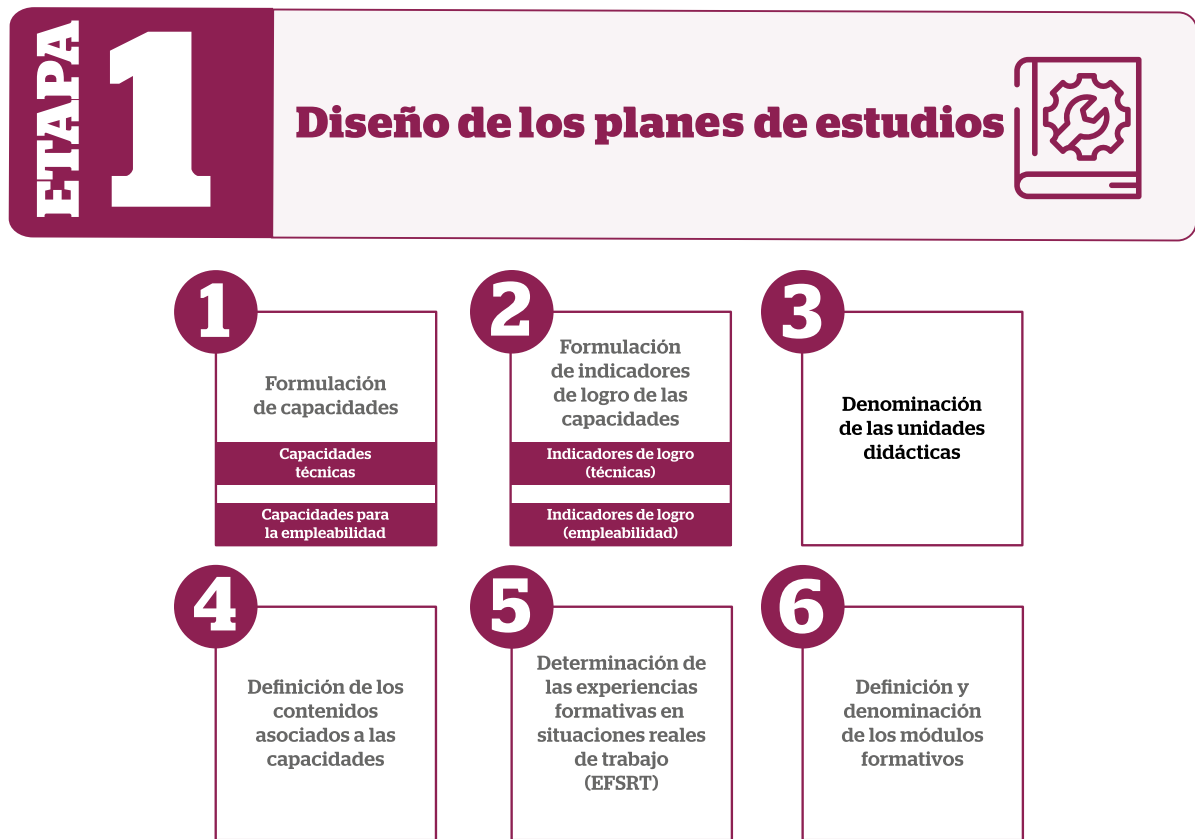 ETAPA
1
Diseño de los planes de estudios
1
Formulación
de capacidades
Capacidades
técnicas
Capacidades para
la empleabilidad
2
Formulación
de indicadores
de logro de las
capacidades
Indicadores de logro
(técnicas)
Indicadores de logro
(empleabilidad)
3
Denominación
de las unidades
didácticas
4
Definición de los
contenidos
asociados a las
capacidades
5
Determinación de
las experiencias
formativas en
situaciones reales
de trabajo
(EFSRT)
6
Definición y
denominación
de los módulos
formativos